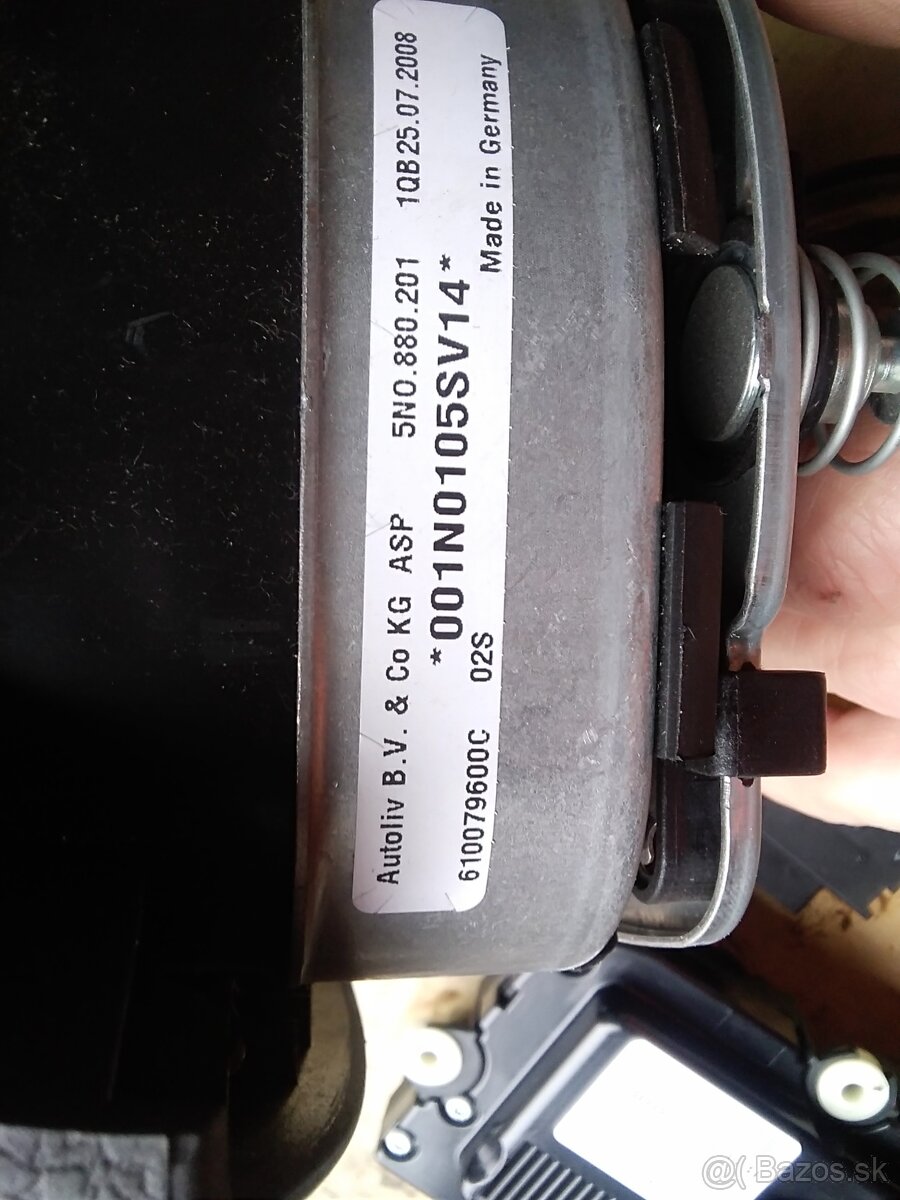 Autoliv B.V. & Co KG ASP 5N0.880.201 1QB25.07.2008
*001N0105SV14*
610079600C 02S Made in Germany
@( Bazos.sk